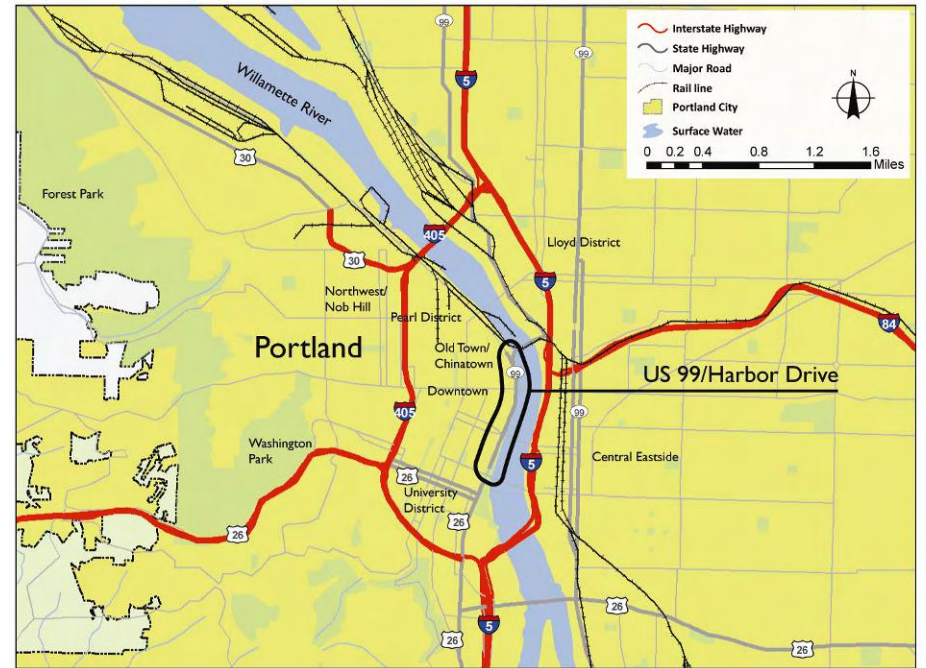 99
Interstate Highway
State Highway
Major Road
Rail line
Portland City
Surface Water
N
0 0.2 0.4 0.8 1.2 1.6
Miles
99
5
Willamette River
30
Forest Park
405
Lloyd District
30
5
Northwest/
Nob Hill
Pearl District
84
Portland
Old Town/
Chinatown
99
US 99/Harbor Drive
Downtown
405
99
Washington
Park
Central Eastside
5
26
University
District
26
26
26
5
26
26